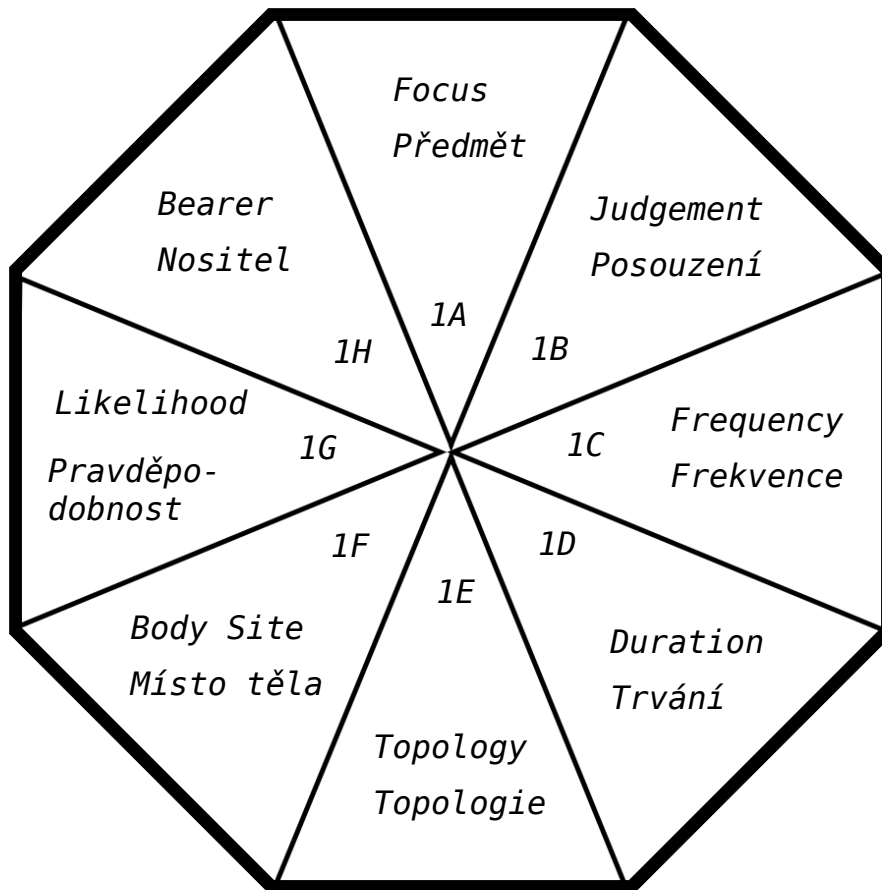 Focus
Předmět
1A
Judgement
Posouzení
1B
Frequency
Frekvence
1C
Duration
Trvání
1D
Topology
Topologie
1E
Body Site
Místo těla
1F
Likelihood
Pravděpo-
dobnost
1G
Bearer
Nositel
1H